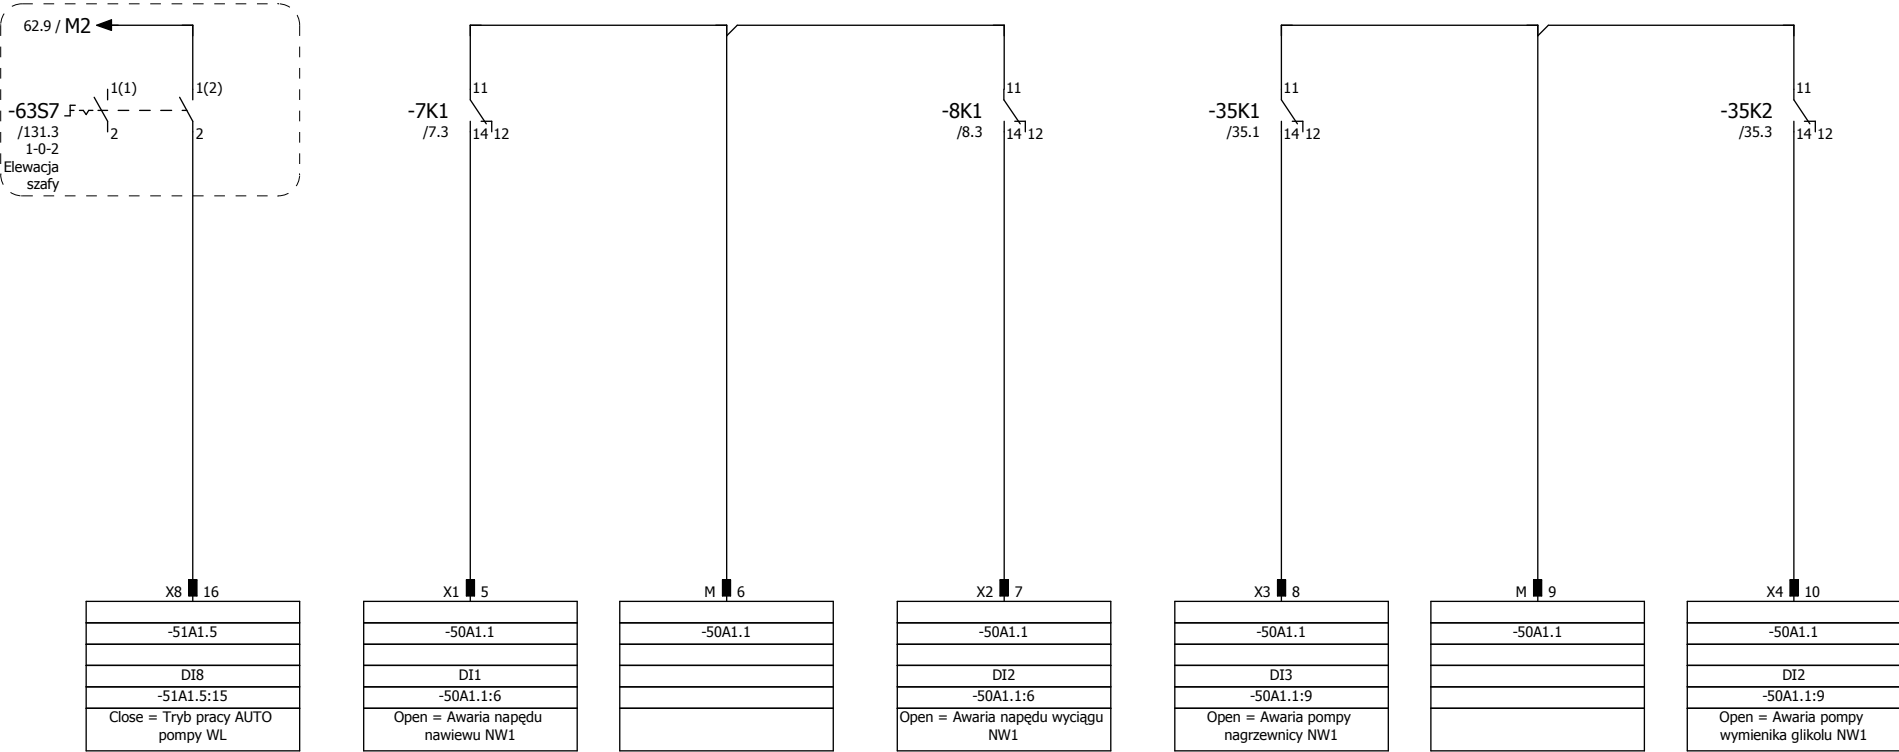 62.9 / M2
1(1)
1(2)
-63S7
/131.3
1-0-2
Elewacja
szafy
2
2
11
-7K1
/7.3
14 12
11
-8K1
/8.3
14 12
11
-35K1
/35.1
14 12
11
-35K2
/35.3
14 12
X8 16
-51A1.5
DI8
-51A1.5:15
Close = Tryb pracy AUTO
pompy WL
X1 5
-50A1.1
DI1
-50A1.1:6
Open = Awaria napędu
nawiewu NW1
M 6
-50A1.1
X2 7
-50A1.1
DI2
-50A1.1:6
Open = Awaria napędu wyciągu
NW1
X3 8
-50A1.1
DI3
-50A1.1:9
Open = Awaria pompy
nagrzewnicy NW1
M 9
-50A1.1
X4 10
-50A1.1
DI2
-50A1.1:9
Open = Awaria pompy
wymienika glikolu NW1